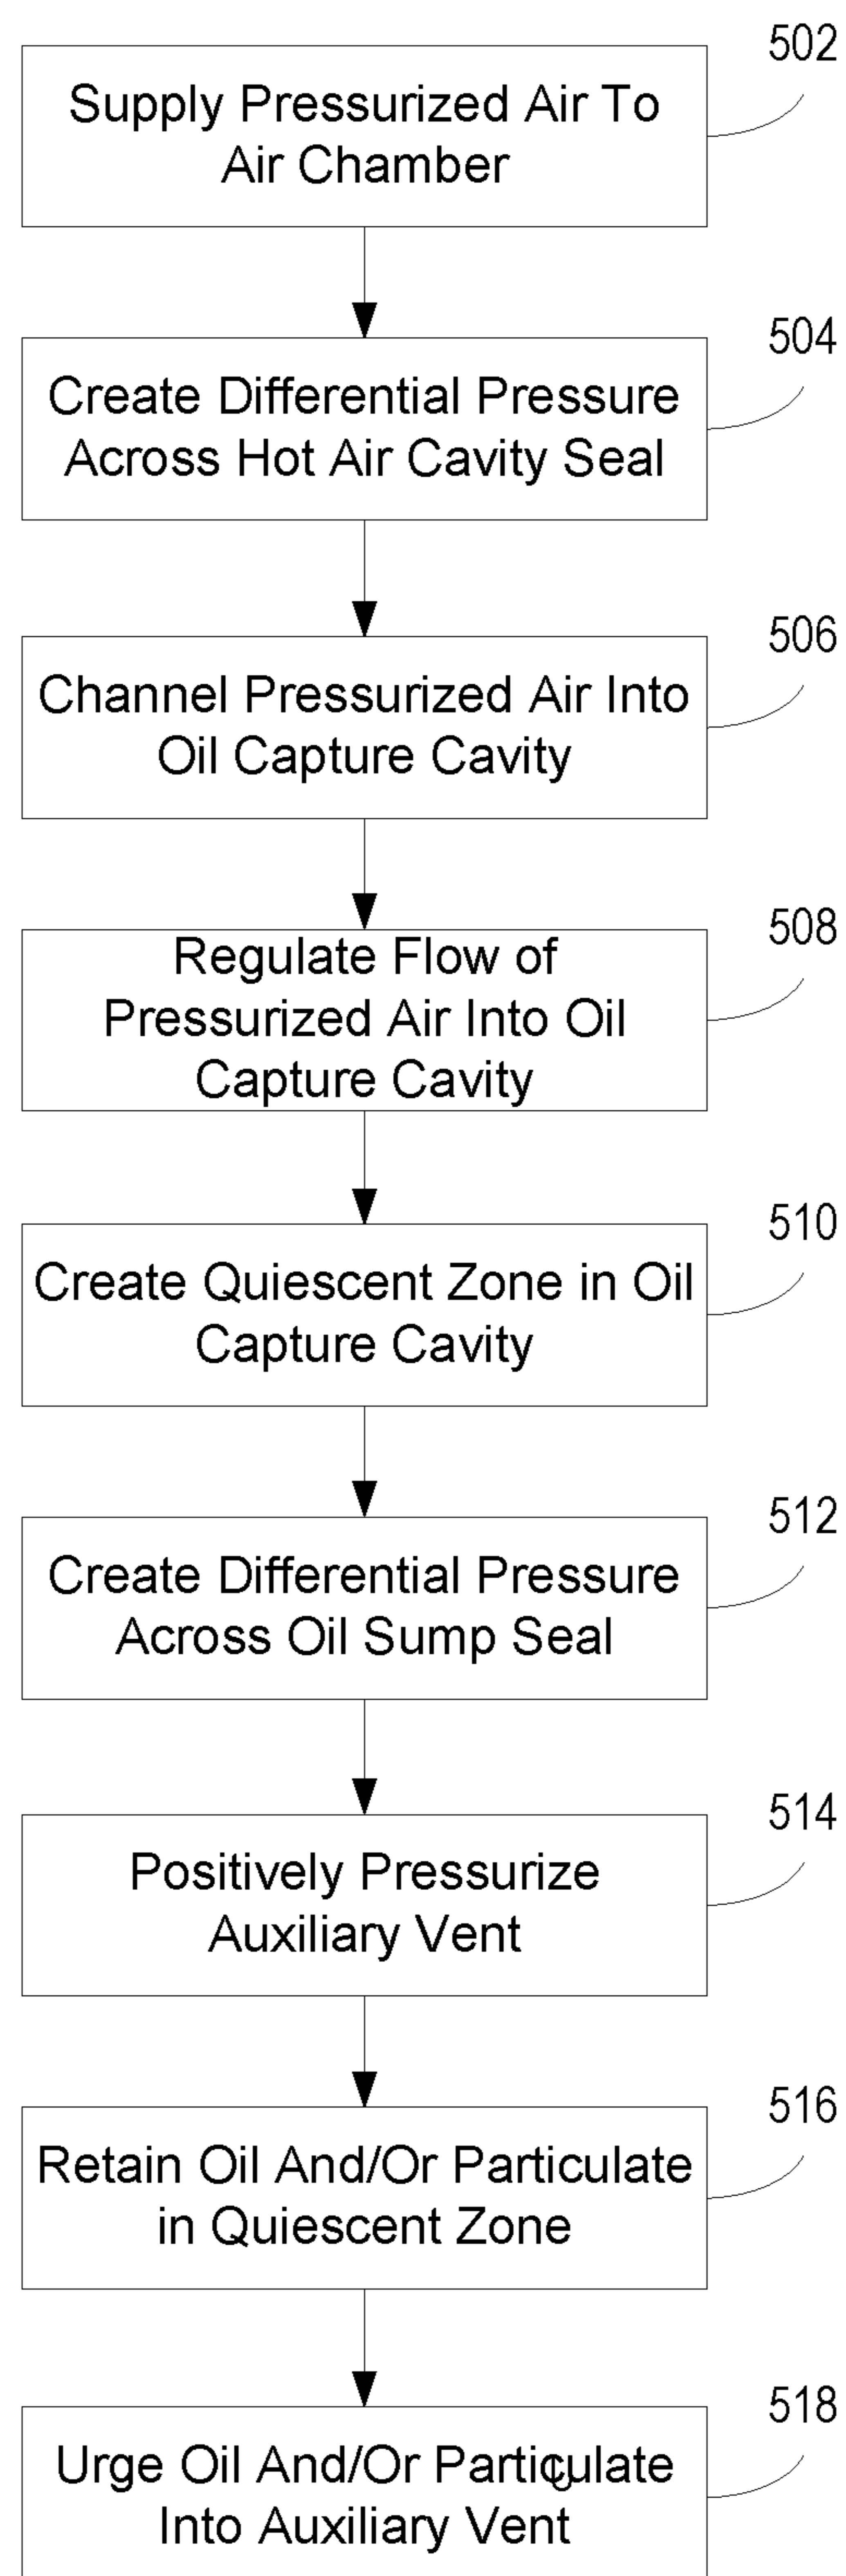 502
Supply Pressurized Air To
Air Chamber
504
Create Differential Pressure
Across Hot Air Cavity Seal
506
Channel Pressurized Air Into
Oil Capture Cavity
508
Regulate Flow of
Pressurized Air Into Oil
Capture Cavity
510
Create Quiescent Zone in Oil
Capture Cavity
512
Create Differential Pressure
Across Oil Sump Seal
514
Positively Pressurize
Auxiliary Vent
516
Retain Oil And/Or Particulate
in Quiescent Zone
518
Urge Oil And/Or Particulate
Into Auxiliary Vent